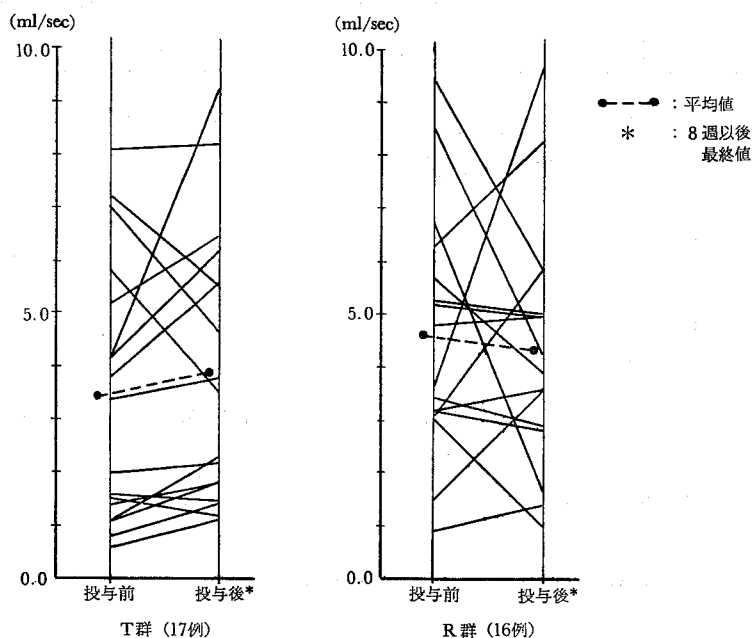 (ml/sec)
10.0
5.0
0.0
投与前
投与後*
T群 (17例)
(ml/sec)
10.0
5.0
0.0
投与前
投与後*
R群 (16例)
: 平均値
* : 8週以後
最終値